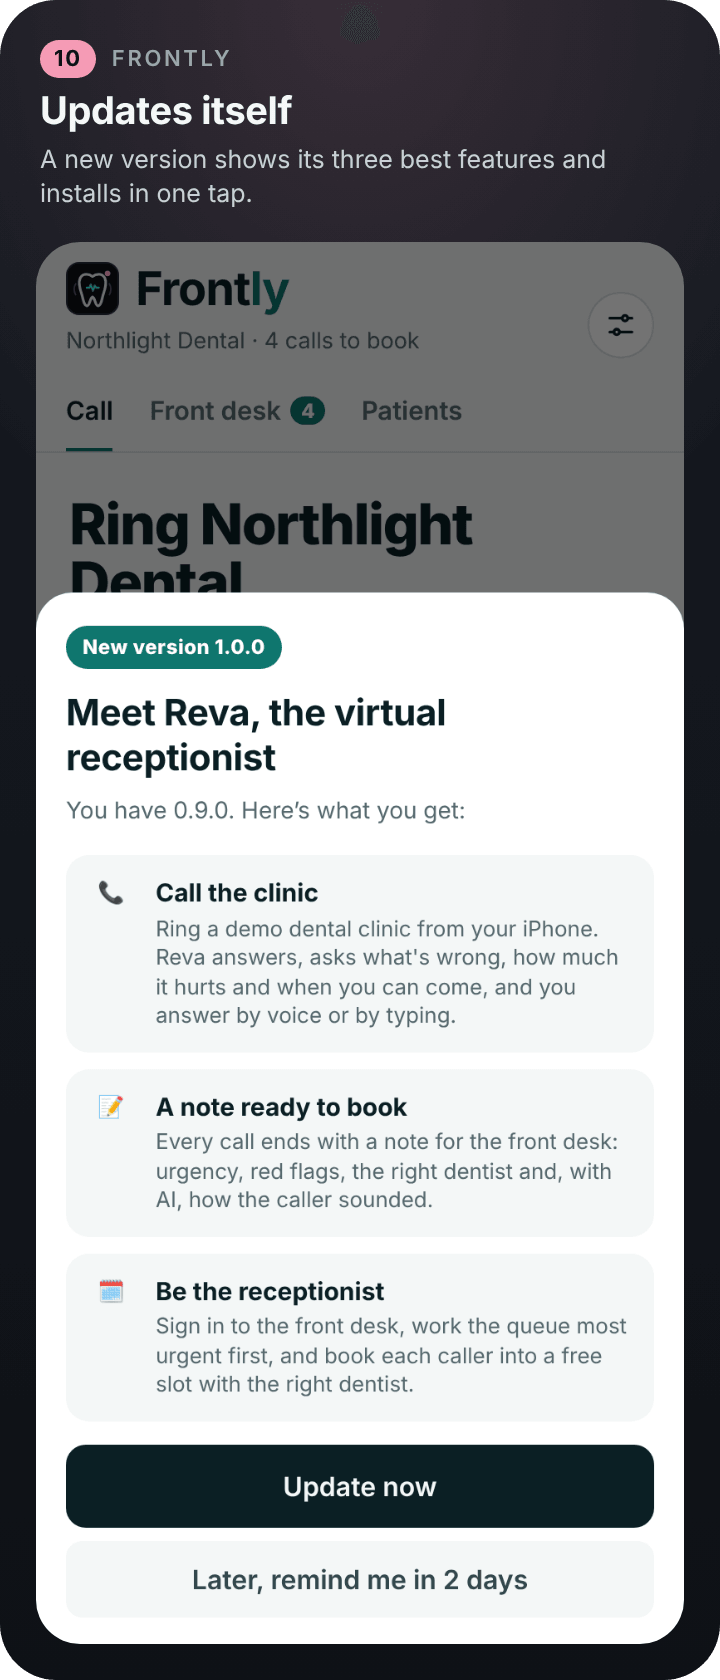 10 FRONTLY
Updates itself
A new version shows its three best features and
installs in one tap.
Frontly
Northlight Dental · 4 calls to book
Call Front desk 4 Patients
Ring Northlight
Dental
New version 1.0.0
Meet Reva, the virtual
receptionist
You have 0.9.0. Here’s what you get:
Call the clinic
Ring a demo dental clinic from your iPhone.
Reva answers, asks what's wrong, how much
it hurts and when you can come, and you
answer by voice or by typing.
A note ready to book
Every call ends with a note for the front desk:
urgency, red flags, the right dentist and, with
AI, how the caller sounded.
Be the receptionist
Sign in to the front desk, work the queue most
urgent first, and book each caller into a free
slot with the right dentist.
Update now
Later, remind me in 2 days